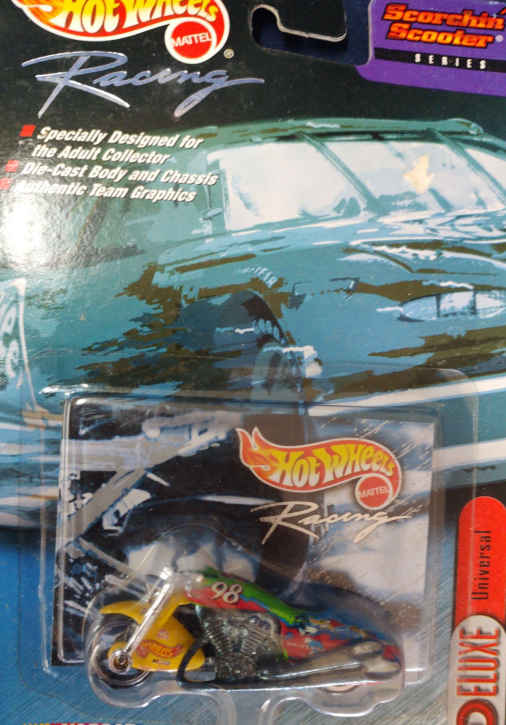 HOT WHEELS
MATTEL
®
Racing
Scorchin'
Scooter
SERIES
Specially Designed for
the Adult Collector
Die-Cast Body and Chassis
Authentic Team Graphics
HOT WHEELS
MATTEL
Racing
98
Universal
DELUXE